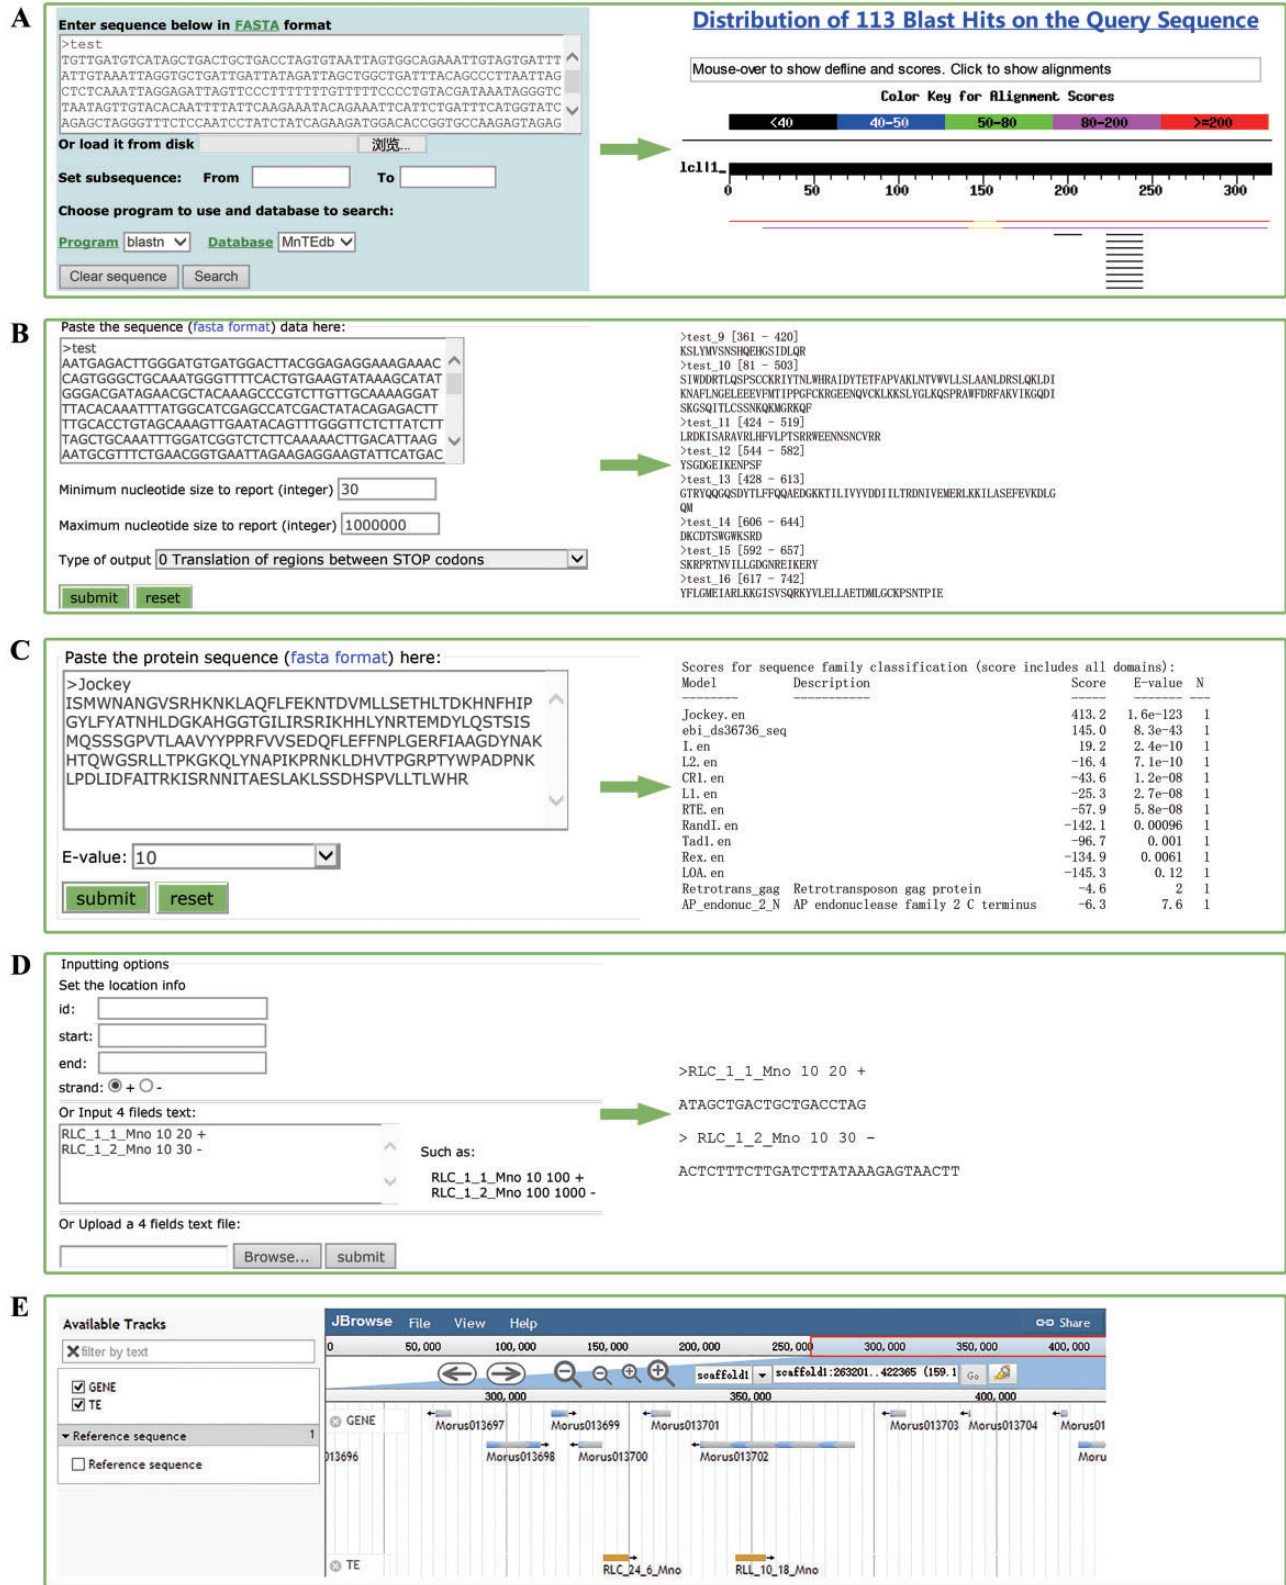 A
Enter sequence below in FASTA format
>test
TGTTGATGTCATAGCTGACTGCTGACCTAGTGTAATTAGTGGCAGAAATTGTAGTGATTT
ATTGTAAATTAGGTGCTGATTGATTATAGATTAGCTGGCTGATTTACAGCCCTTAATTAG
CTCTCAAATTAGGAGATTAGTTCCCTTTTTTTGTTTTTCCCCTGTACGATAAATAGGGTC
TAATAGTTGTACACAATTTTATTCAAGAAATACAGAAATTCATTCTGATTTCATGGTATC
AGAGCTAGGGTTTCTCCAATCCTATCTATCAGAAGATGGACACCGGTGCCAAGAGTAGAG
Or load it from disk 浏览...
Set subsequence: From To
Choose program to use and database to search:
Program blastn Database MnTEdb
Clear sequence Search
Distribution of 113 Blast Hits on the Query Sequence
Mouse-over to show defline and scores. Click to show alignments
Color Key for Alignment Scores
<40 40-50 50-80 80-200 >=200
lcl|1_
0 50 100 150 200 250 300
B
Paste the sequence (fasta format) data here:
>test
AATGAGACTTGGGATGTGATGGACTTACGGAGAGGAAAGAAAC
CAGTGGGCTGCAAATGGGTTTTCACTGTGAAGTATAAAGCATAT
GGGACGATAGAACGCTACAAAGCCCGTCTTGTTGCAAAAGGAT
TTACACAAATTTATGGCATCGAGCCATCGACTATACAGAGACTT
TTGCACCTGTAGCAAAGTTGAATACAGTTTGGGTTCTCTTATCTT
TAGCTGCAAATTTGGATCGGTCTCTTCAAAAACTTGACATTAAG
AATGCGTTTCTGAACGGTGAATTAGAAGAGGAAGTATTCATGAC
Minimum nucleotide size to report (integer) 30
Maximum nucleotide size to report (integer) 1000000
Type of output 0 Translation of regions between STOP codons
submit reset
>test_9 [361 - 420]
KSLYMVSNSHQEHGSIDLQR
>test_10 [81 - 503]
SIWDDRTLQSPSCCKRIYTNLWHRAIDYTETFAPVAKLNTVWVLLSLAANLDRSLQKLDI
KNAFLNGELEEEVFMTIPPGFCKRGEENQVCKLKKSLYGLKQSPRAWFDRFAKVIKGQDI
SKGSQITLCSSNKQKMGRKQF
>test_11 [424 - 519]
LRDKISARAVRLHFVLPTSRRWEENNSNCVRR
>test_12 [544 - 582]
YSGDGEIKENPSF
>test_13 [428 - 613]
GTRYQQGQSDYTLFFQQAEDGKKTILIVYVDDIILTRDNIVEMERLKKILASEFEVKDLG
QM
>test_14 [606 - 644]
DKCDTSWGWKSRD
>test_15 [592 - 657]
SKRPRTNVILLGDGNREIKERY
>test_16 [617 - 742]
YFLGMEIARLKKGISVSQRKYVLELLAETDMLGCKPSNTPIE
C
Paste the protein sequence (fasta format) here:
>Jockey
ISMWNANGVSRHKNKLAQFLFEKNTDVMLLSETHLTDKHNFHIP
GYLFYATNHLDGKAHGGTGILIRSRIKHHLYNRTEMDYLQSTSIS
MQSSSGPVTLAAVYYPPRFVVSEDQFLEFFNPLGERFIAAGDYNAK
HTQWGSRLLTPKGKQLYNAPIKPRNKLDHVTPGRPTYWPADPNK
LPDLIDFAITRKISRNNITAESLAKLSSDHSPVLLTLWHR
E-value: 10
submit reset
Scores for sequence family classification (score includes all domains):
Model Description Score E-value N
Jockey.en 413.2 1.6e-123 1
ebi_ds36736_seq 145.0 8.3e-43 1
I.en 19.2 2.4e-10 1
L2.en -16.4 7.1e-10 1
CR1.en -43.6 1.2e-08 1
L1.en -25.3 2.7e-08 1
RTE.en -57.9 5.8e-08 1
RandI.en -142.1 0.00096 1
Tad1.en -96.7 0.001 1
Rex.en -134.9 0.0061 1
LOA.en -145.3 0.12 1
Retrotrans_gag Retrotransposon gag protein -4.6 2 1
AP_endonuc_2_N AP endonuclease family 2 C terminus -6.3 7.6 1
D
Inputting options
Set the location info
id:
start:
end:
strand: + -
Or Input 4 fileds text:
RLC_1_1_Mno 10 20 +
RLC_1_2_Mno 10 30 -
Such as:
RLC_1_1_Mno 10 100 +
RLC_1_2_Mno 100 1000 -
Or Upload a 4 fields text file:
Browse... submit
>RLC_1_1_Mno 10 20 +
ATAGCTGACTGCTGACCTAG
> RLC_1_2_Mno 10 30 -
ACTCTTTCTTGATCTTATAAAGAGTAACTT
E
Available Tracks
filter by text
GENE
TE
Reference sequence 1
Reference sequence
JBrowse File View Help Share
0 50,000 100,000 150,000 200,000 250,000 300,000 350,000 400,000
scaffold1 scaffold1:263201..422365 (159.1 Go
300,000 350,000 400,000
GENE
Morus013697 Morus013699 Morus013701 Morus013703 Morus013704 Morus01
013696 Morus013698 Morus013700 Morus013702 Moru
TE
RLC_24_6_Mno RLL_10_18_Mno